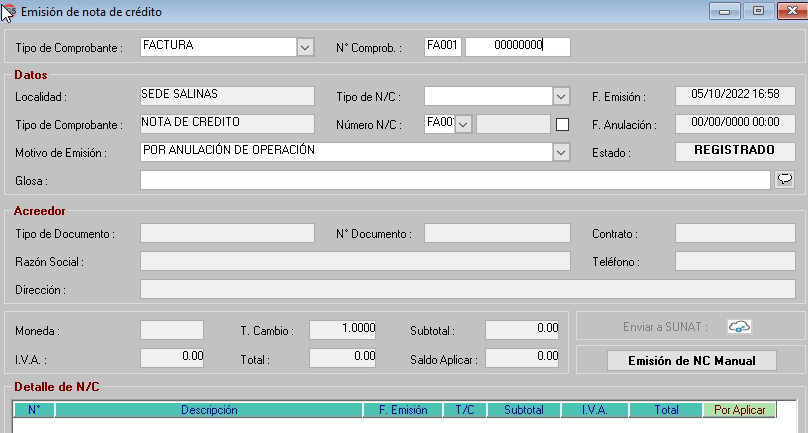 Emisión de nota de crédito
Tipo de Comprobante : FACTURA N° Comprob. : FA001 00000000
Datos
Localidad : SEDE SALINAS Tipo de N/C : F. Emisión : 05/10/2022 16:58
Tipo de Comprobante : NOTA DE CREDITO Número N/C : FA001 F. Anulación : 00/00/0000 00:00
Motivo de Emisión : POR ANULACIÓN DE OPERACIÓN Estado : REGISTRADO
Glosa :
Acreedor
Tipo de Documento : N° Documento : Contrato :
Razón Social : Teléfono :
Dirección :
Moneda : T. Cambio : 1.0000 Subtotal : 0.00 Enviar a SUNAT :
I.V.A. : 0.00 Total : 0.00 Saldo Aplicar : 0.00 Emisión de NC Manual
Detalle de N/C
N° Descripción F. Emisión T/C Subtotal I.V.A. Total Por Aplicar